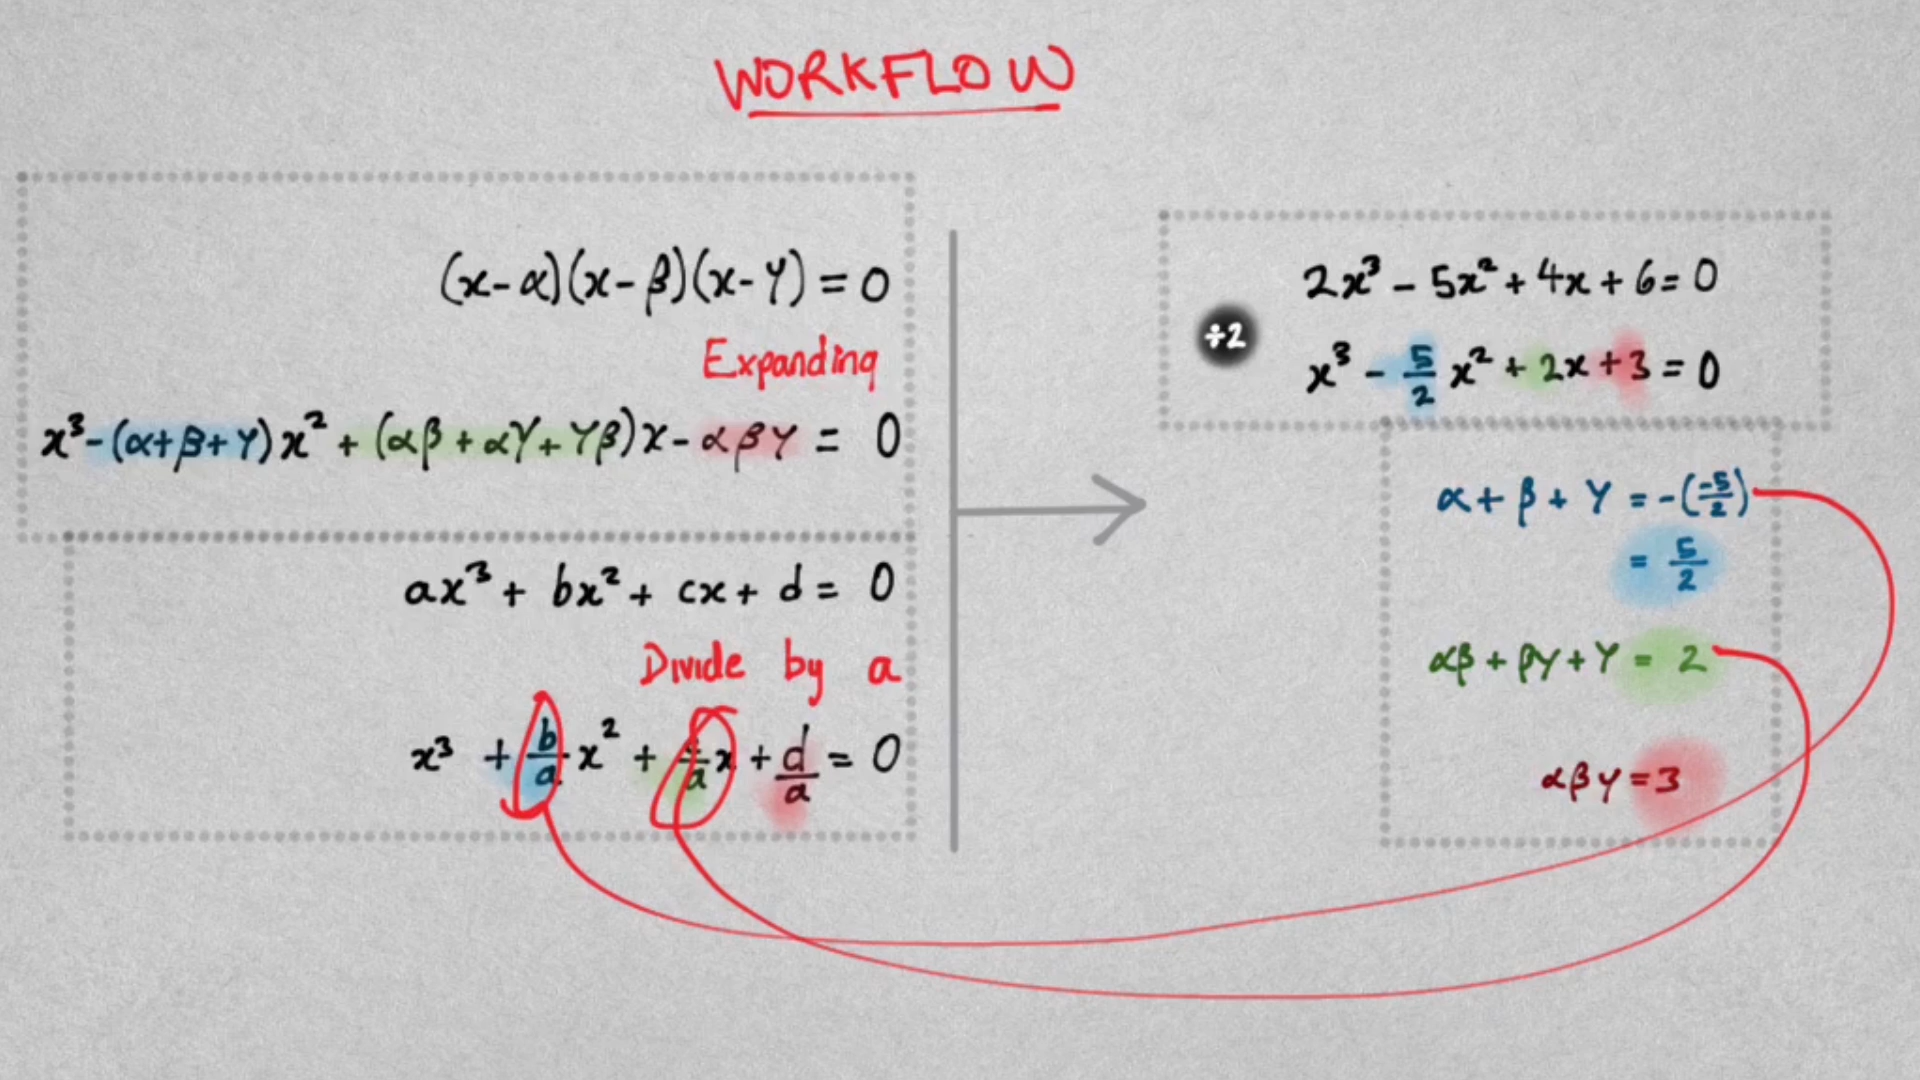 WORKFLOW
(x-α)(x-β)(x-γ)=0
Expanding
x³-(α+β+γ)x²+(αβ+αγ+γβ)x-αβγ = 0
ax³+ bx²+ cx+ d= 0
Divide by a
x³ + b/a x² + c/a x + d/a = 0
2x³ - 5x² + 4x + 6 = 0
÷2
x³ - 5/2 x² + 2x + 3 = 0
α + β + γ = -(-5/2)
= 5/2
αβ + βγ + γ = 2
αβγ = 3